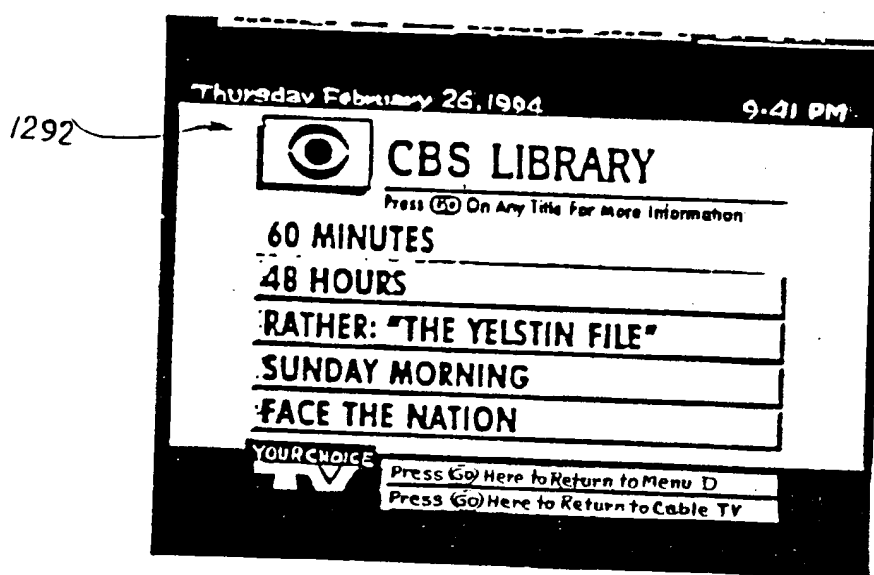 Thursday February 26, 1994
9:41 PM
1292
CBS LIBRARY
Press Go On Any Title For More Information
60 MINUTES
48 HOURS
RATHER: "THE YELSTIN FILE"
SUNDAY MORNING
FACE THE NATION
YOUR CHOICE
TV
Press Go Here to Return to Menu D
Press Go Here to Return to Cable TV